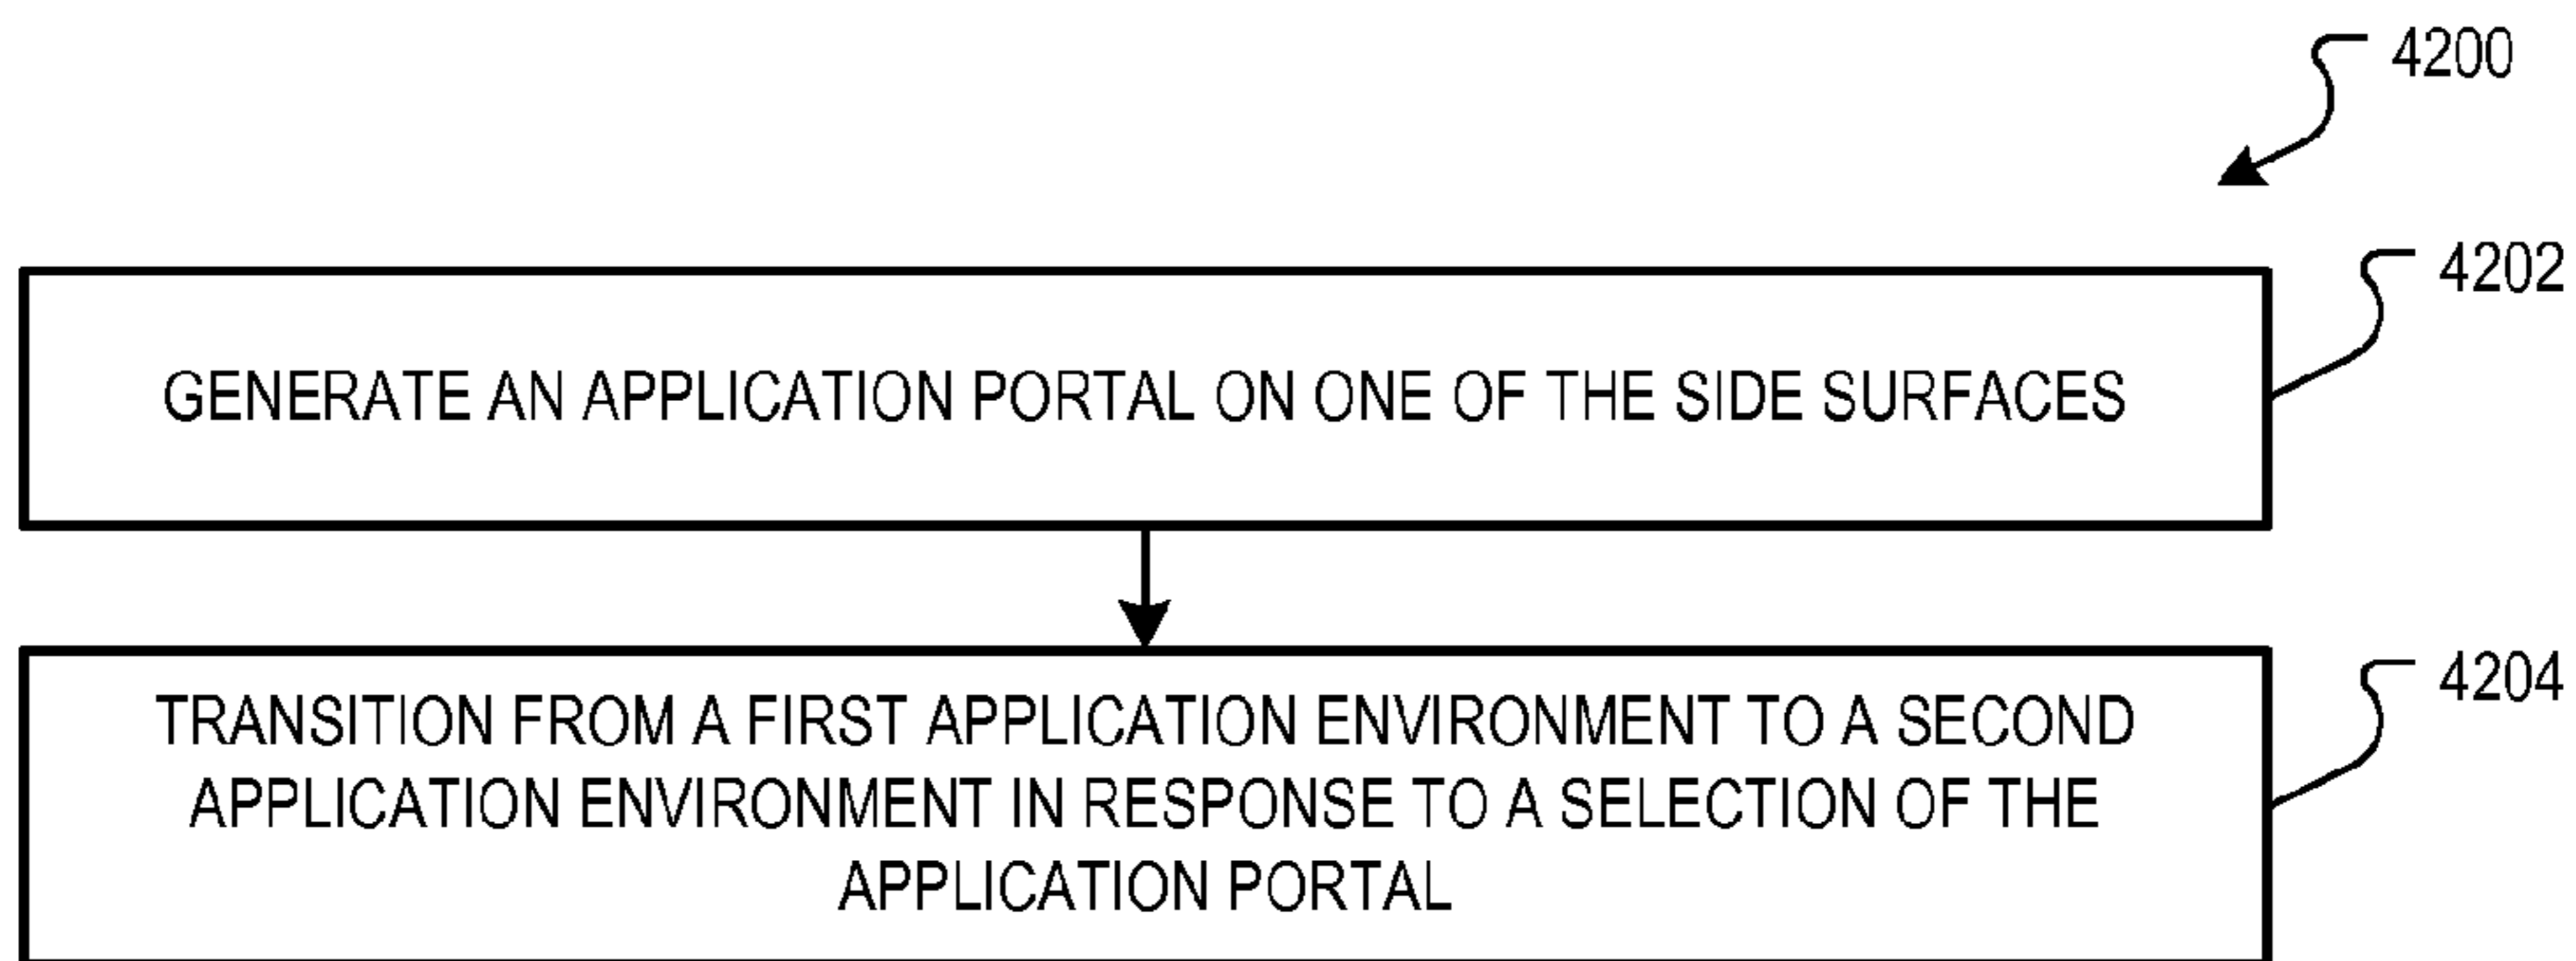 4200
4202
GENERATE AN APPLICATION PORTAL ON ONE OF THE SIDE SURFACES
4204
TRANSITION FROM A FIRST APPLICATION ENVIRONMENT TO A SECOND
APPLICATION ENVIRONMENT IN RESPONSE TO A SELECTION OF THE
APPLICATION PORTAL